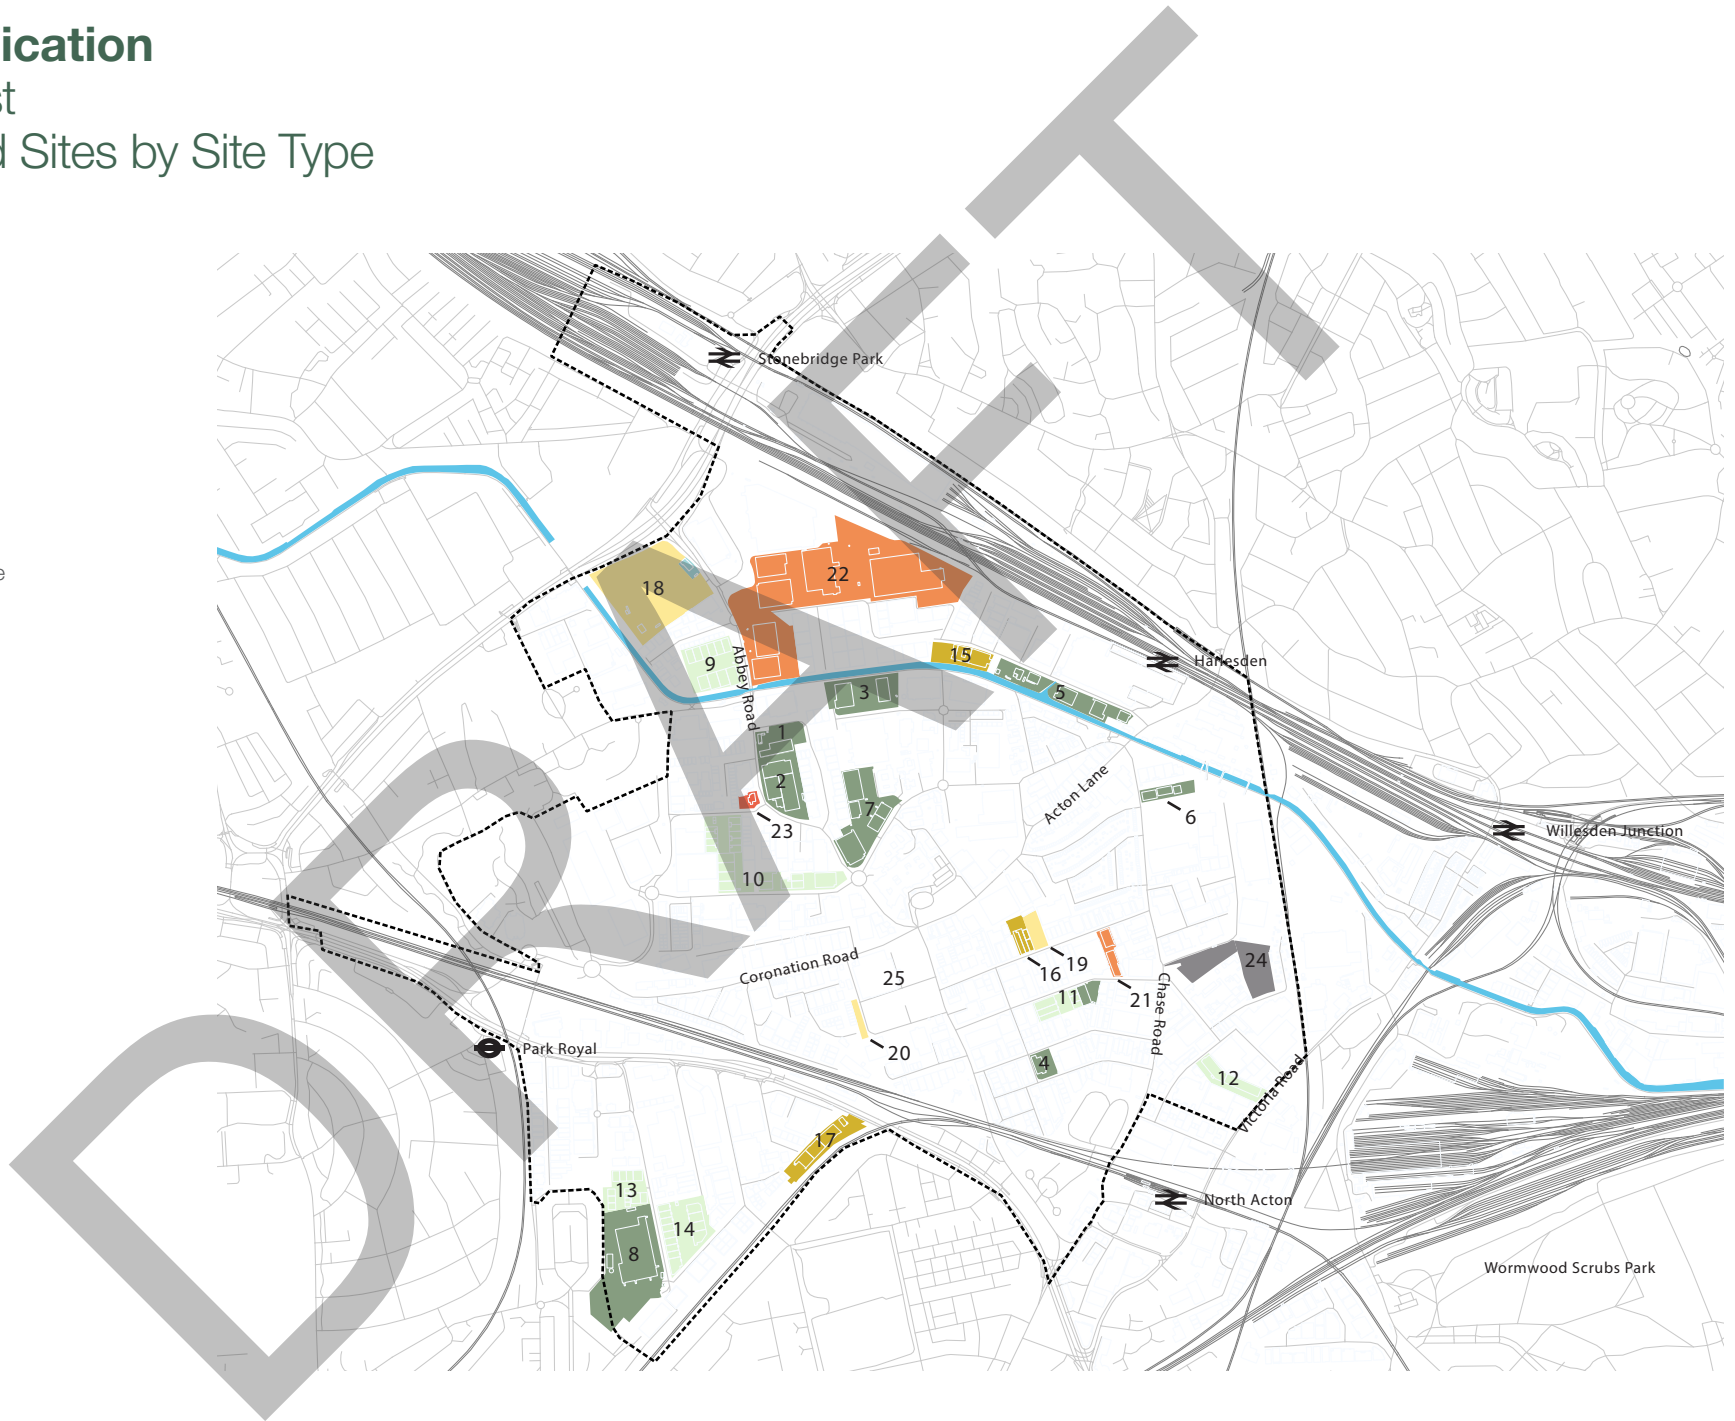 ication
st
d Sites by Site Type
e
Stonebridge Park
18
22
9
Abbey Road
15
Harlesden
3
5
1
2
7
Acton Lane
6
23
Willesden Junction
10
Coronation Road
25
16
19
21
24
11
Chase Road
20
4
Park Royal
12
Victoria Road
17
13
14
8
North Acton
Wormwood Scrubs Park
DRAFT